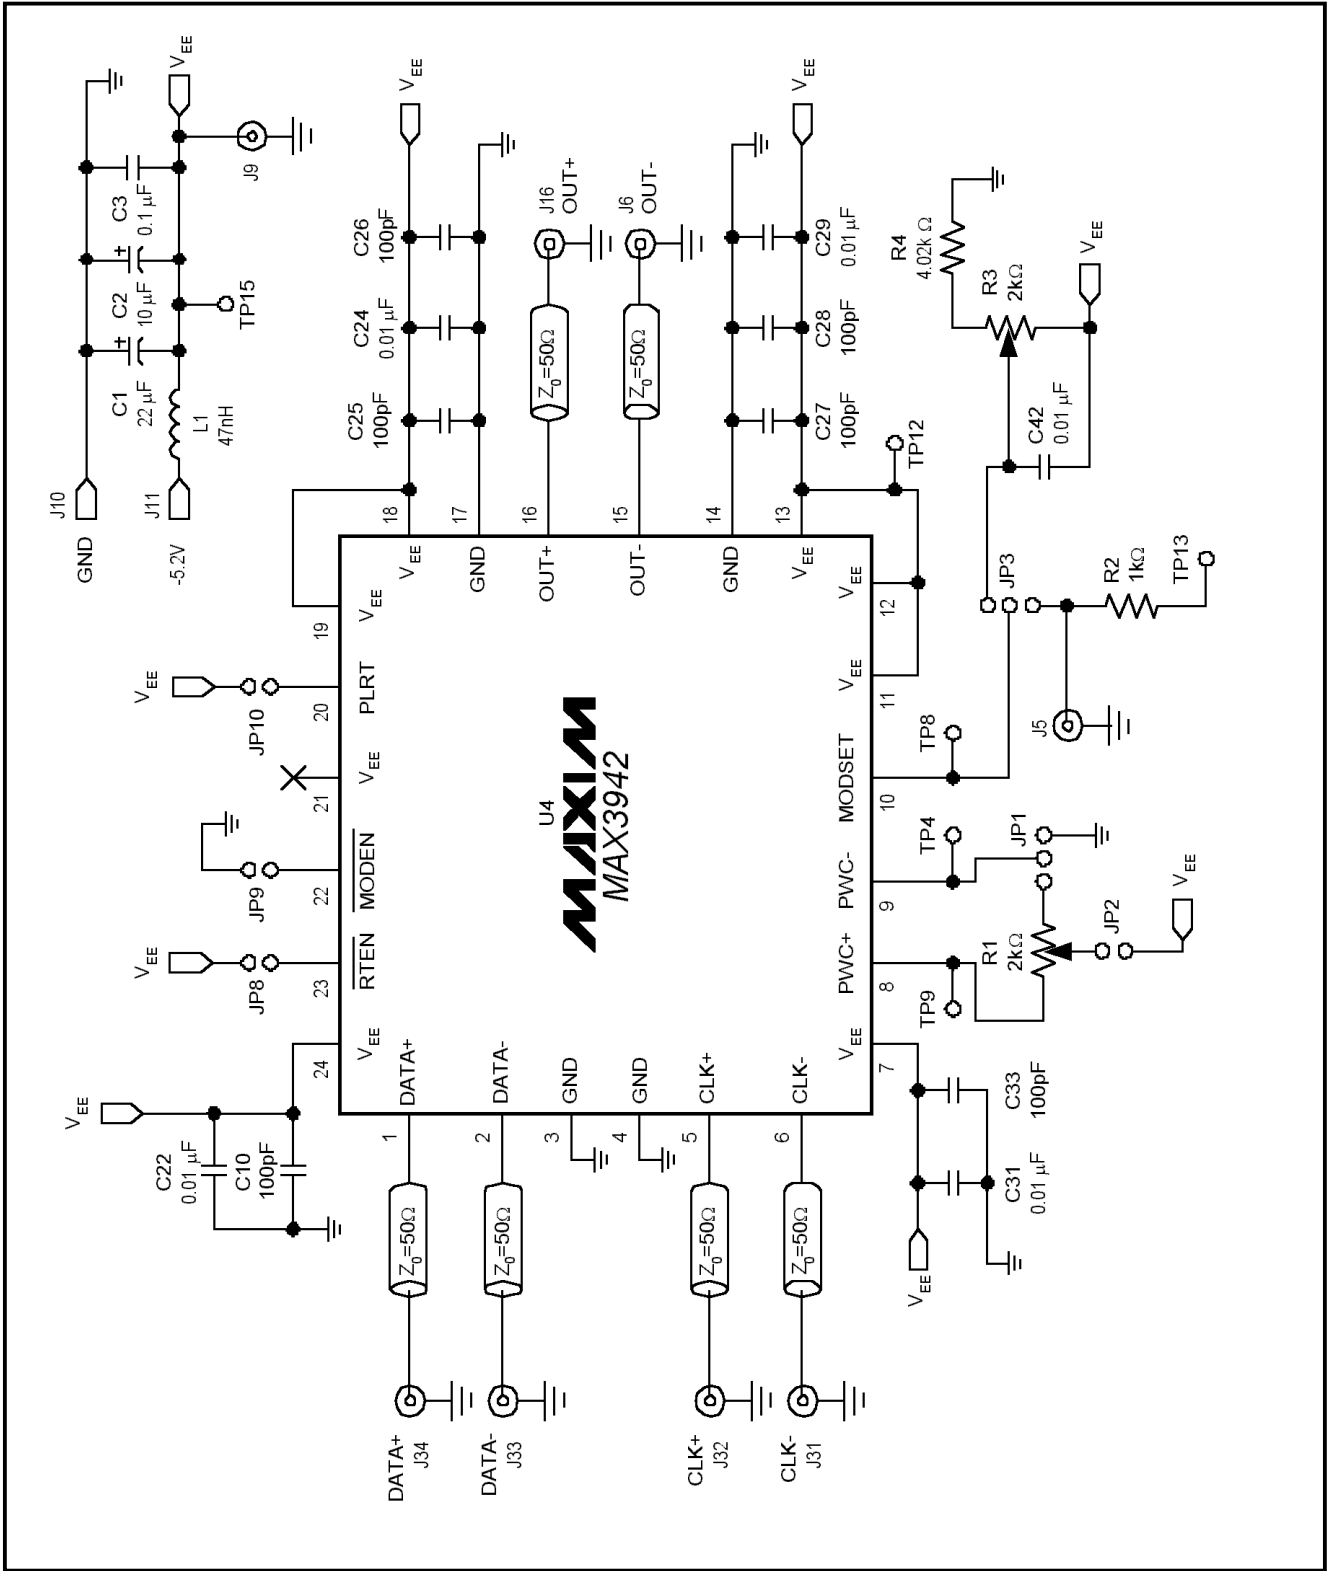 GND
J10
-5.2V
J11
L1
47nH
C1
22 µF
+
C2
10 µF
+
C3
0.1 µF
TP15
J9
VEE
VEE
C22
0.01 µF
C10
100pF
VEE
JP8
JP9
VEE
JP10
24
23
22
21
20
19
VEE
RTEN
MODEN
VEE
PLRT
VEE
DATA+
J34
DATA-
J33
CLK+
J32
CLK-
J31
Z0=50Ω
Z0=50Ω
Z0=50Ω
Z0=50Ω
1
2
3
4
5
6
DATA+
DATA-
GND
GND
CLK+
CLK-
U4
MAXIM
MAX3942
VEE
GND
OUT+
OUT-
GND
VEE
18
17
16
15
14
13
C25
100pF
C24
0.01 µF
C26
100pF
VEE
Z0=50Ω
J16
OUT+
Z0=50Ω
J6
OUT-
C27
100pF
C28
100pF
C29
0.01 µF
VEE
TP12
VEE
PWC+
PWC-
MODSET
VEE
VEE
7
8
9
10
11
12
VEE
C31
0.01 µF
C33
100pF
TP9
TP4
TP8
R1
2kΩ
JP1
JP2
VEE
J5
JP3
R2
1kΩ
TP13
C42
0.01 µF
R3
2kΩ
R4
4.02k Ω
VEE